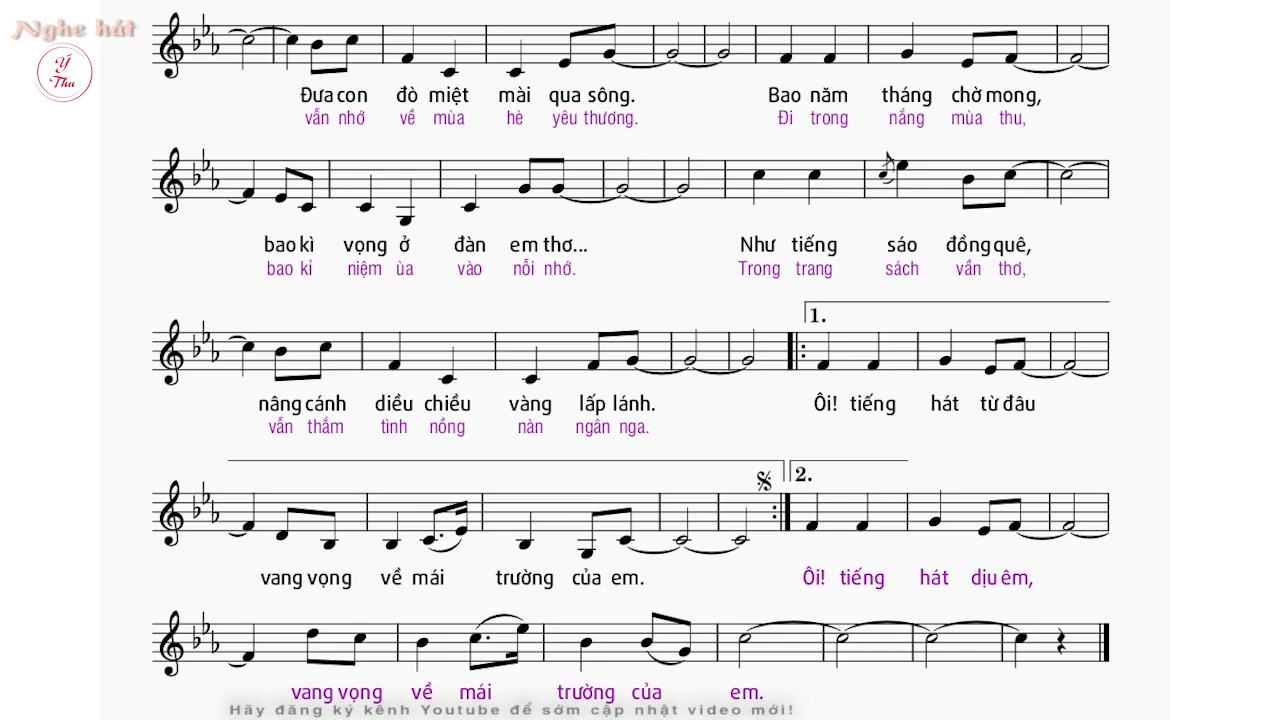 Nghe hát
Ý
Thu
Đưa con đò miệt mài qua sông. Bao năm tháng chờ mong,
vẫn nhớ về mùa hè yêu thương. Đi trong nắng mùa thu,
bao kì vọng ở đàn em thơ... Như tiếng sáo đồng quê,
bao kỉ niệm ùa vào nỗi nhớ. Trong trang sách vần thơ,
1.
nâng cánh diều chiều vàng lấp lánh. Ôi! tiếng hát từ đâu
vẫn thắm tình nồng nàn ngân nga.
2.
vang vọng về mái trường của em. Ôi! tiếng hát dịu êm,
vang vọng về mái trường của em.
Hãy đăng ký kênh Youtube để sớm cập nhật video mới!